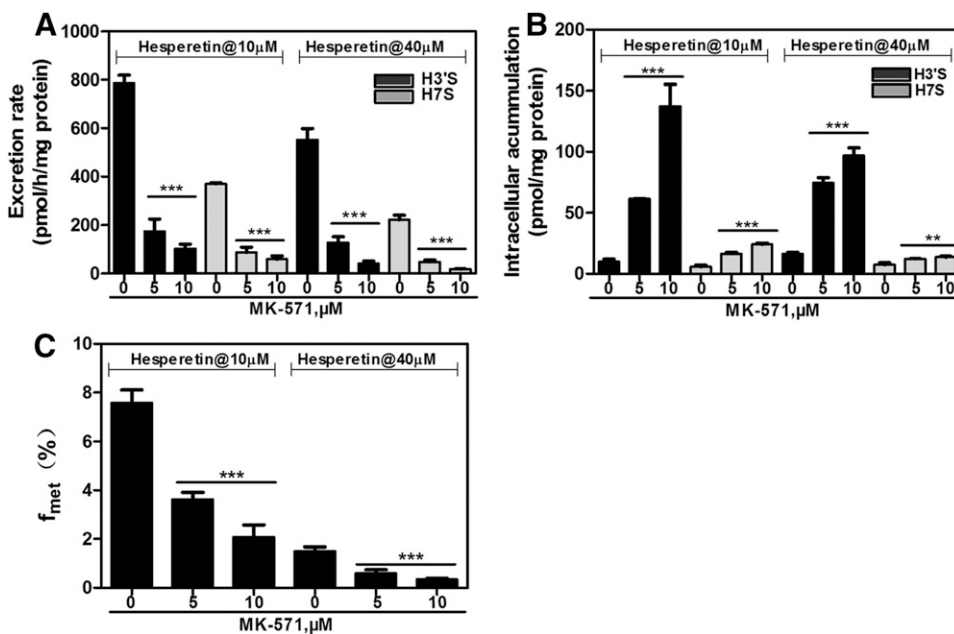 A
Excretion rate
(pmol/h/mg protein)
1000
800
600
400
200
0
Hesperetin@10μM
Hesperetin@40μM
H3'S
H7S
***
***
***
***
0 5 10 0 5 10 0 5 10 0 5 10
MK-571,μM
B
Intracellular acummulation
(pmol/mg protein)
200
150
100
50
0
Hesperetin@10μM
Hesperetin@40μM
H3'S
H7S
***
***
***
**
0 5 10 0 5 10 0 5 10 0 5 10
MK-571,μM
C
fmet (%)
10
8
6
4
2
0
Hesperetin@10μM
Hesperetin@40μM
***
***
0 5 10 0 5 10
MK-571,μM